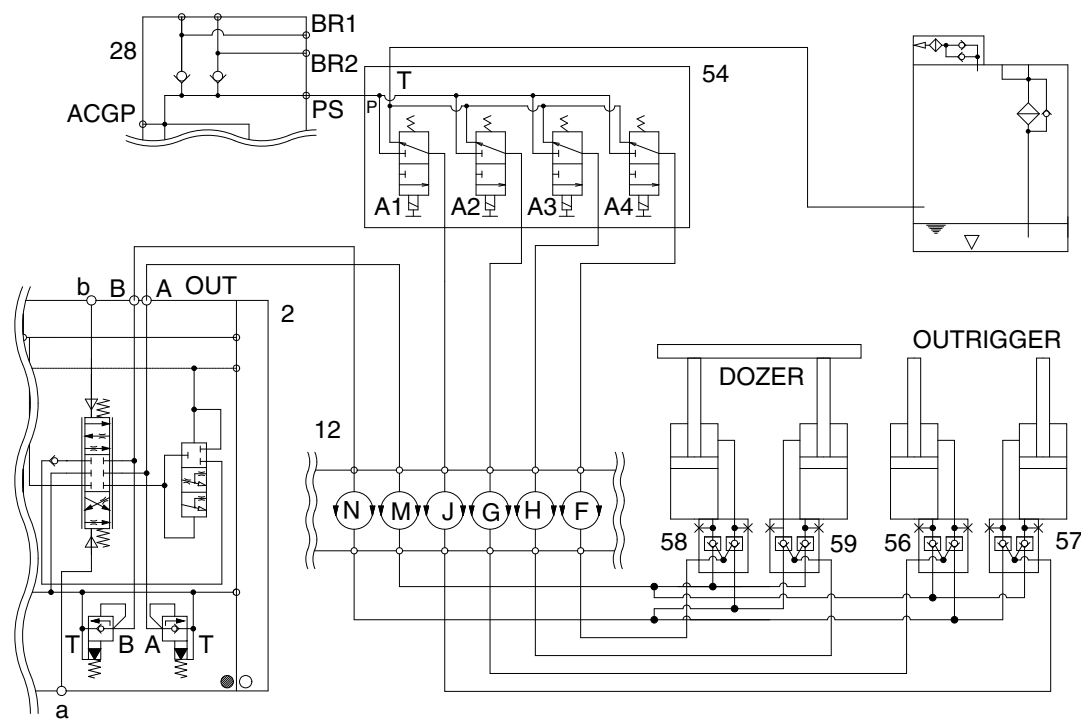 BR1
28
BR2
T
54
ACGP
PS
P
A1
A2
A3
A4
b
B
A
OUT
2
OUTRIGGER
DOZER
12
N
M
J
G
H
F
58
59
56
57
T
B
A
T
a